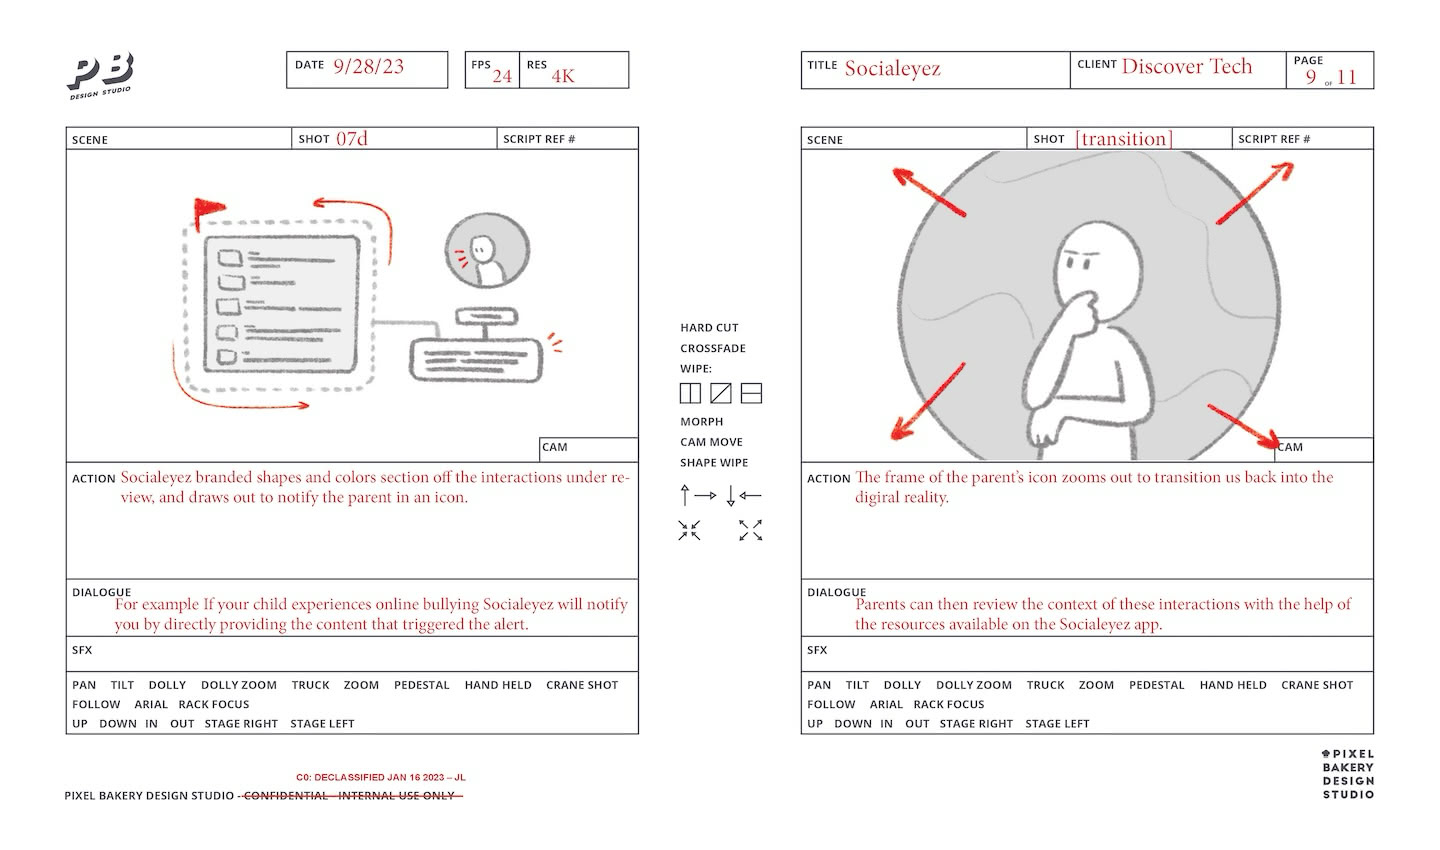 PB
DESIGN STUDIO
DATE 9/28/23
FPS 24
RES 4K
TITLE Socialeyez
CLIENT Discover Tech
PAGE 9 OF 11
SCENE
SHOT 07d
SCRIPT REF #
CAM
ACTION Socialeyez branded shapes and colors section off the interactions under re-
view, and draws out to notify the parent in an icon.
DIALOGUE
For example If your child experiences online bullying Socialeyez will notify
you by directly providing the content that triggered the alert.
SFX
PAN TILT DOLLY DOLLY ZOOM TRUCK ZOOM PEDESTAL HAND HELD CRANE SHOT
FOLLOW ARIAL RACK FOCUS
UP DOWN IN OUT STAGE RIGHT STAGE LEFT
HARD CUT
CROSSFADE
WIPE:
MORPH
CAM MOVE
SHAPE WIPE
SCENE
SHOT [transition]
SCRIPT REF #
CAM
ACTION The frame of the parent's icon zooms out to transition us back into the
digiral reality.
DIALOGUE
Parents can then review the context of these interactions with the help of
the resources available on the Socialeyez app.
SFX
PAN TILT DOLLY DOLLY ZOOM TRUCK ZOOM PEDESTAL HAND HELD CRANE SHOT
FOLLOW ARIAL RACK FOCUS
UP DOWN IN OUT STAGE RIGHT STAGE LEFT
C0: DECLASSIFIED JAN 16 2023 – JL
PIXEL BAKERY DESIGN STUDIO - CONFIDENTIAL - INTERNAL USE ONLY
PIXEL
BAKERY
DESIGN
STUDIO